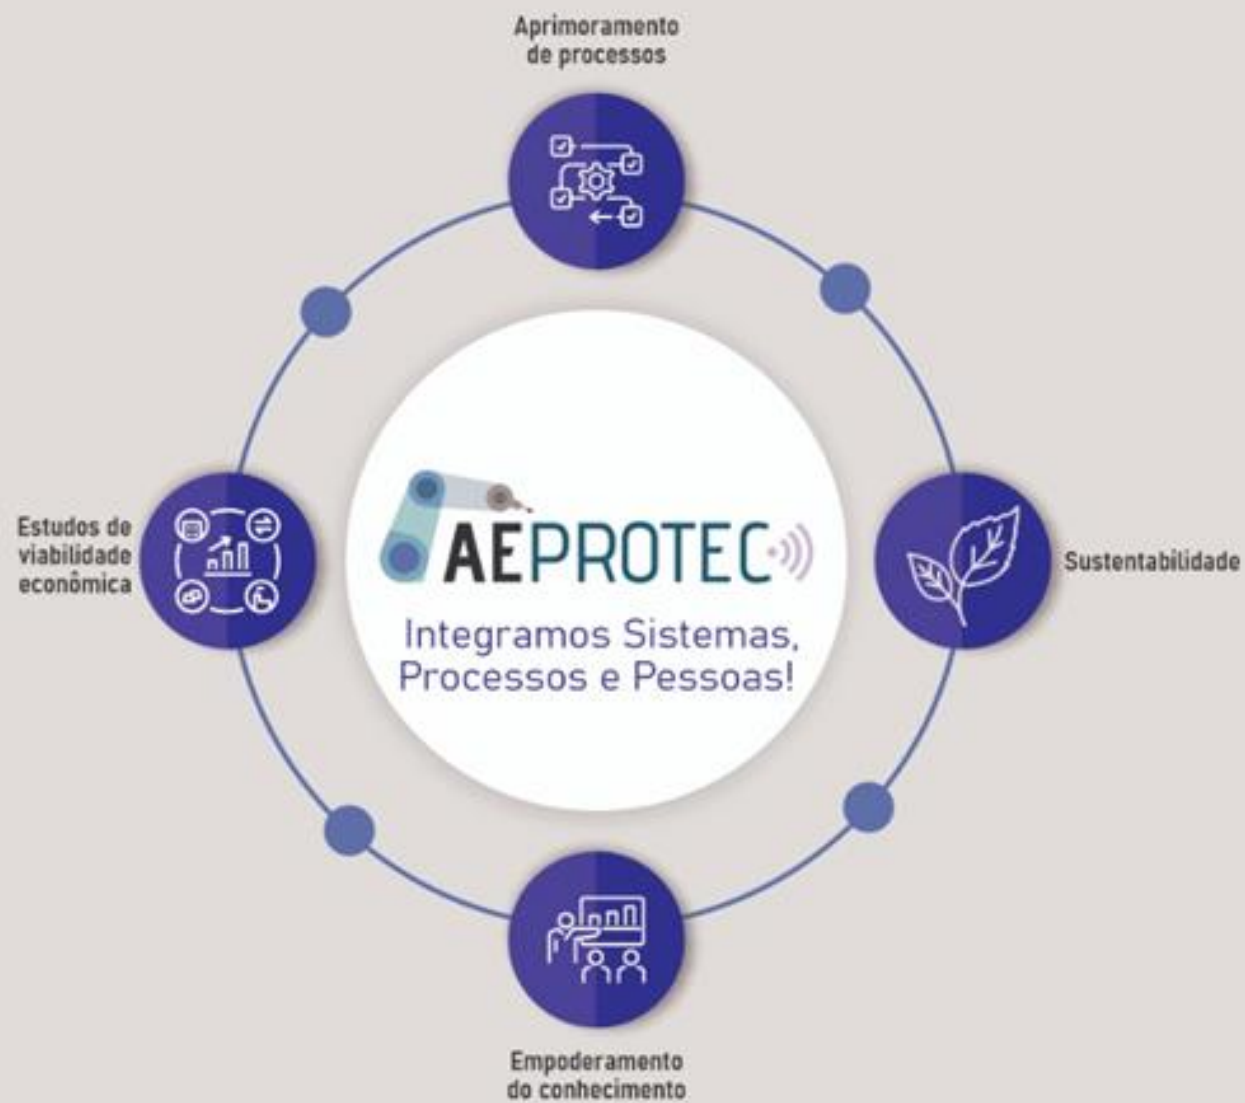 Aprimoramento
de processos
Estudos de
viabilidade
econômica
AEPROTEC
Integramos Sistemas,
Processos e Pessoas!
Sustentabilidade
Empoderamento
do conhecimento